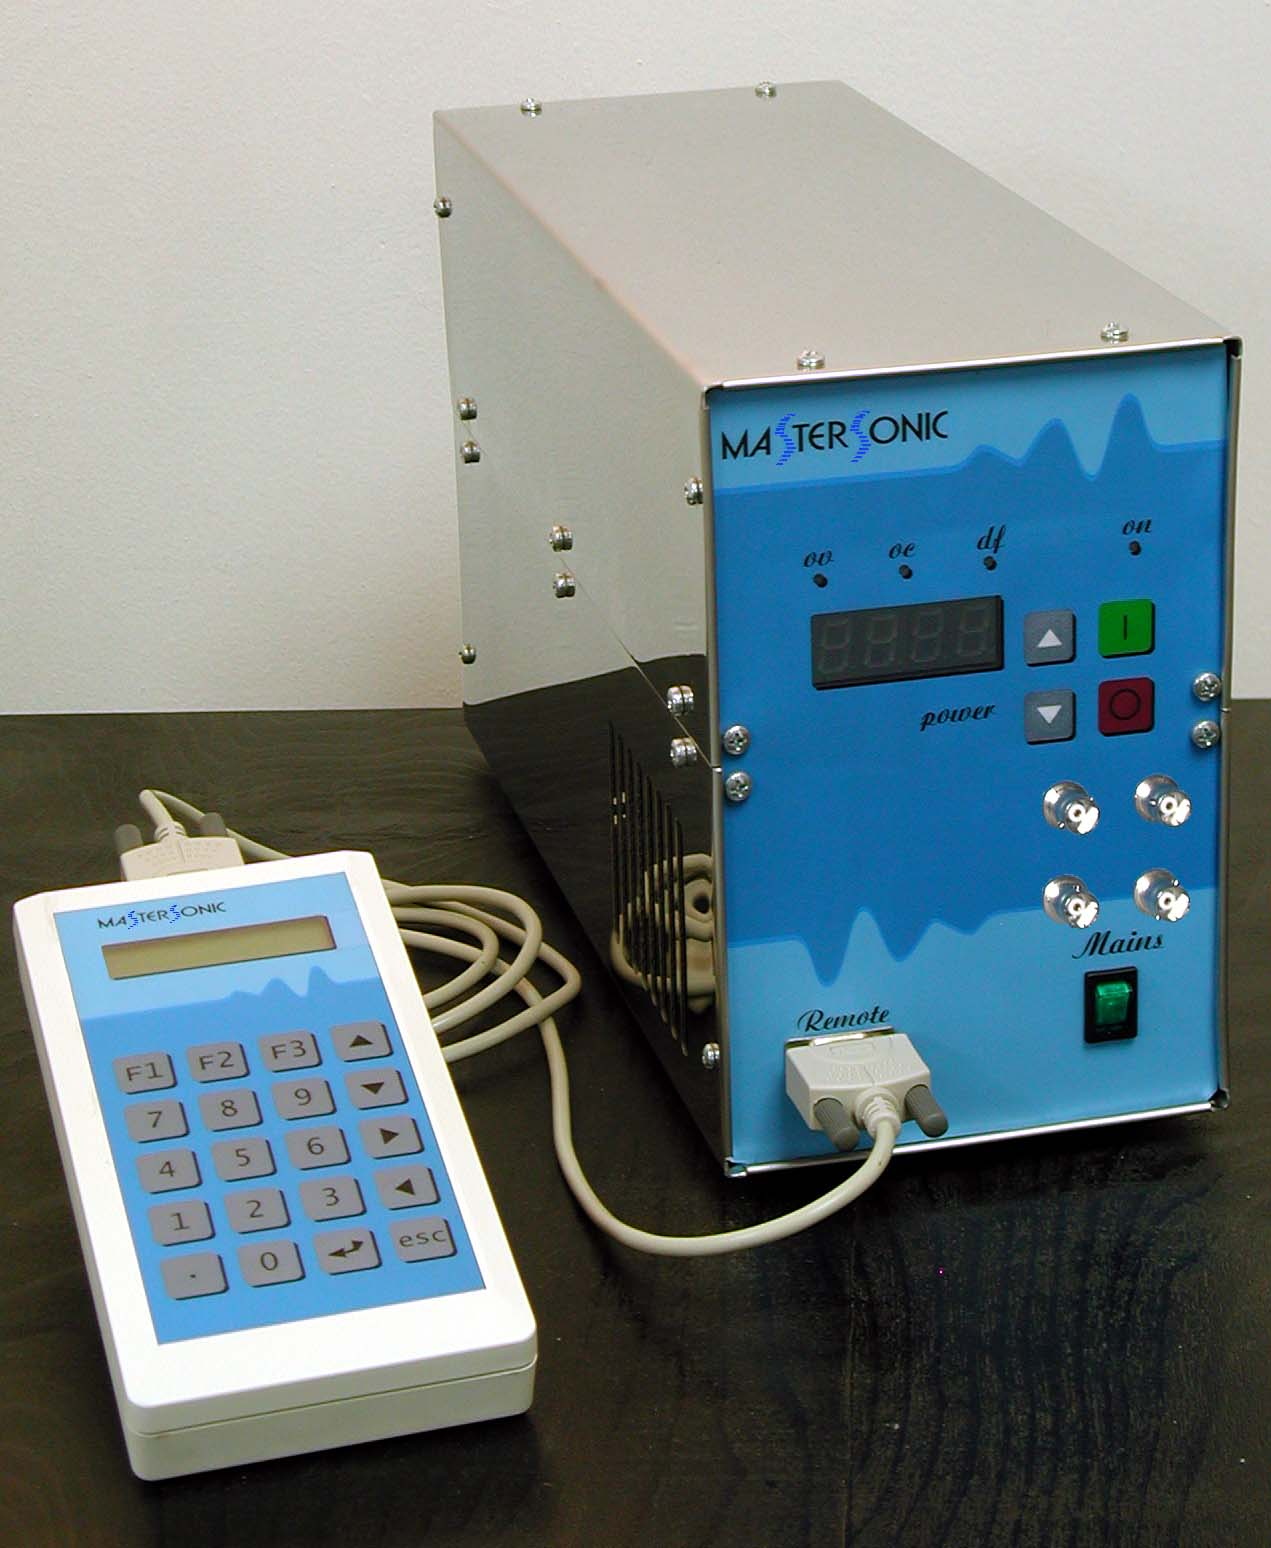 MASTERSONIC
ov oc df on
power
Mains
Remote
MASTERSONIC
F1 F2 F3
7 8 9
4 5 6
1 2 3
. 0 esc